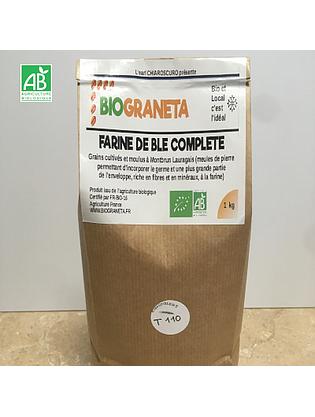 AB
AGRICULTURE
BIOLOGIQUE
L'earl CHIAROSCURO présente
BIOGRANETA
Bio et
Local
c'est
l'idéal
FARINE DE BLE COMPLETE
Grains cultivés et moulus à Montbrun Lauragais (meules de pierre
permettant d'incorporer le germe et une plus grande partie
de l'enveloppe, riche en fibres et en minéraux, à la farine)
Produit issu de l'agriculture biologique
Certifié par FR-BIO-16
Agriculture France
WWW.BIOGRANETA.FR
AB
1 kg
T 110